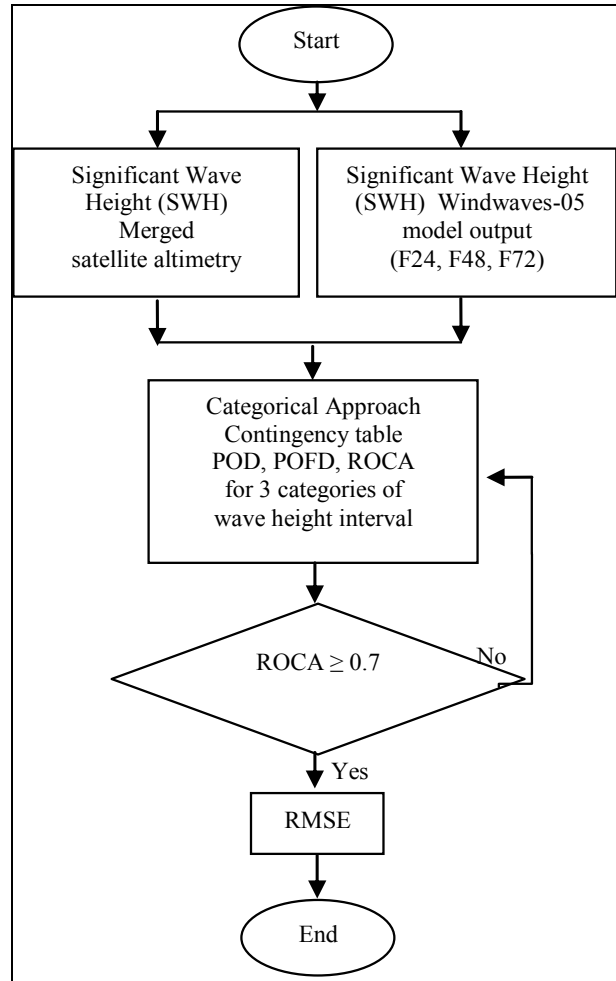 Start
Significant Wave
Height (SWH)
Merged
satellite altimetry
Significant Wave Height
(SWH) Windwaves-05
model output
(F24, F48, F72)
Categorical Approach
Contingency table
POD, POFD, ROCA
for 3 categories of
wave height interval
ROCA ≥ 0.7
No
Yes
RMSE
End